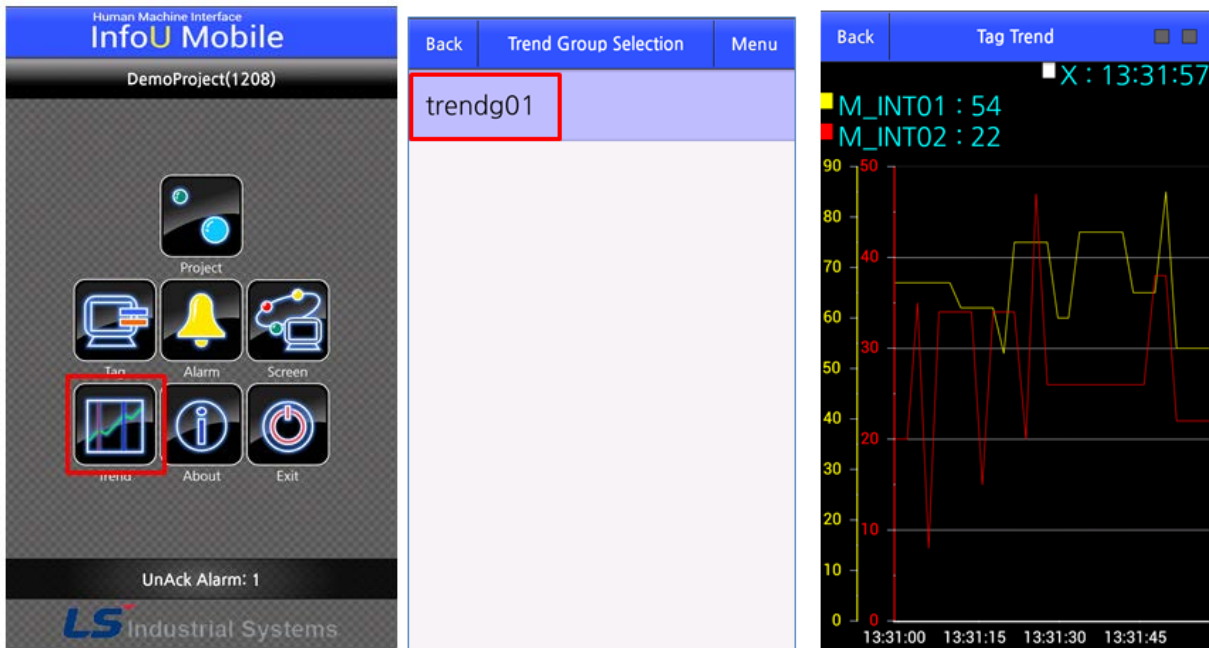 Human Machine Interface
InfoU Mobile
DemoProject(1208)
Project
Tag Alarm Screen
Trend About Exit
UnAck Alarm: 1
LS Industrial Systems
Back Trend Group Selection Menu
trendg01
Back Tag Trend
X : 13:31:57
M_INT01 : 54
M_INT02 : 22
90 50
80
40
70
60
30
50
40
20
30
20
10
10
0 0
13:31:00 13:31:15 13:31:30 13:31:45